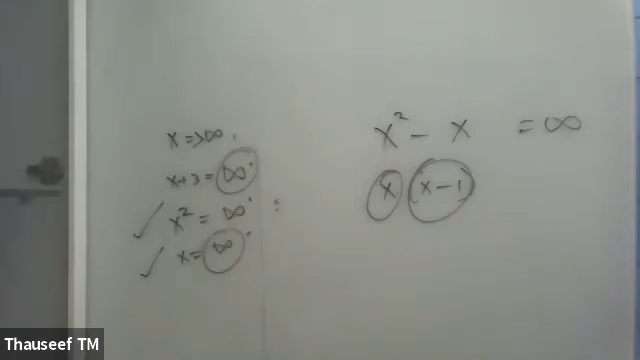 x => ∞
x+3 = ∞
x² = ∞
x = ∞
x² - x = ∞
x (x-1)
Thauseef TM